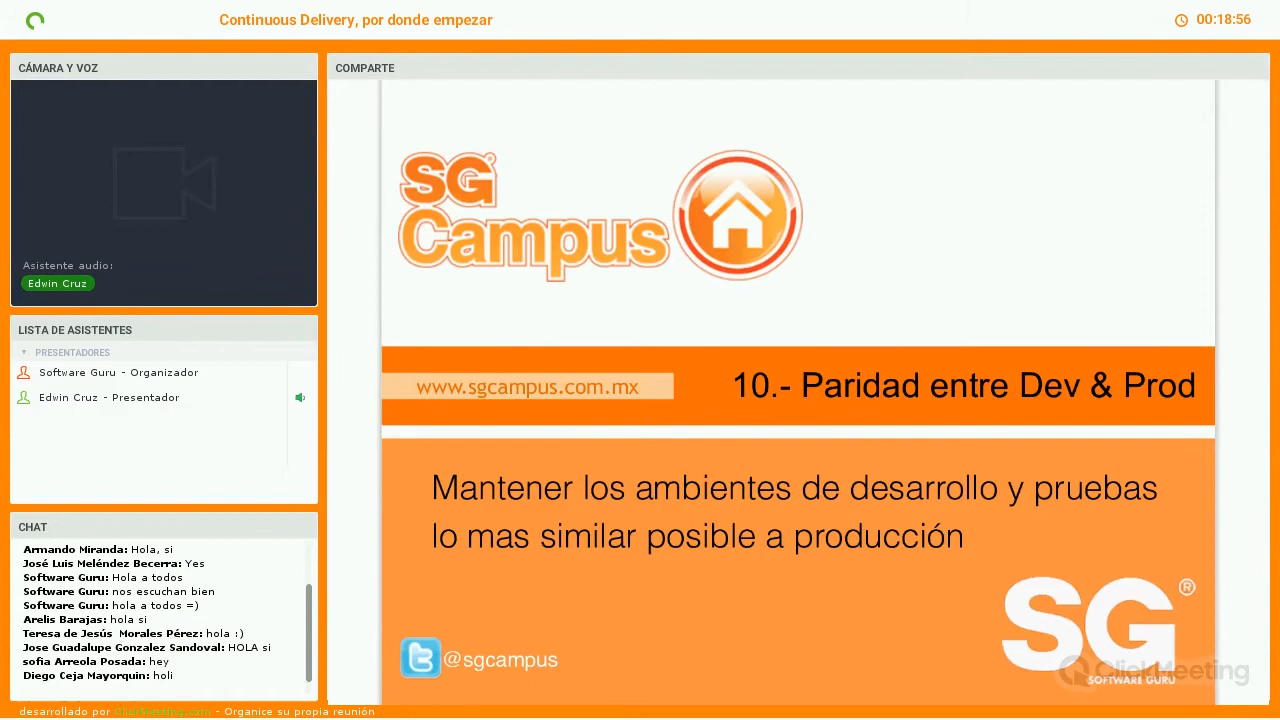 Continuous Delivery, por donde empezar
00:18:56
CÁMARA Y VOZ
Asistente audio:
Edwin Cruz
LISTA DE ASISTENTES
PRESENTADORES
Software Guru - Organizador
Edwin Cruz - Presentador
CHAT
Armando Miranda: Hola, si
José Luis Meléndez Becerra: Yes
Software Guru: Hola a todos
Software Guru: nos escuchan bien
Software Guru: hola a todos =)
Arelis Barajas: hola si
Teresa de Jesús Morales Pérez: hola :)
Jose Guadalupe Gonzalez Sandoval: HOLA si
sofia Arreola Posada: hey
Diego Ceja Mayorquin: holi
desarrollado por ClickMeeting.com - Organice su propia reunión
COMPARTE
SG
Campus
www.sgcampus.com.mx
10.- Paridad entre Dev & Prod
Mantener los ambientes de desarrollo y pruebas
lo mas similar posible a producción
@sgcampus
SG®
SOFTWARE GURU
ClickMeeting